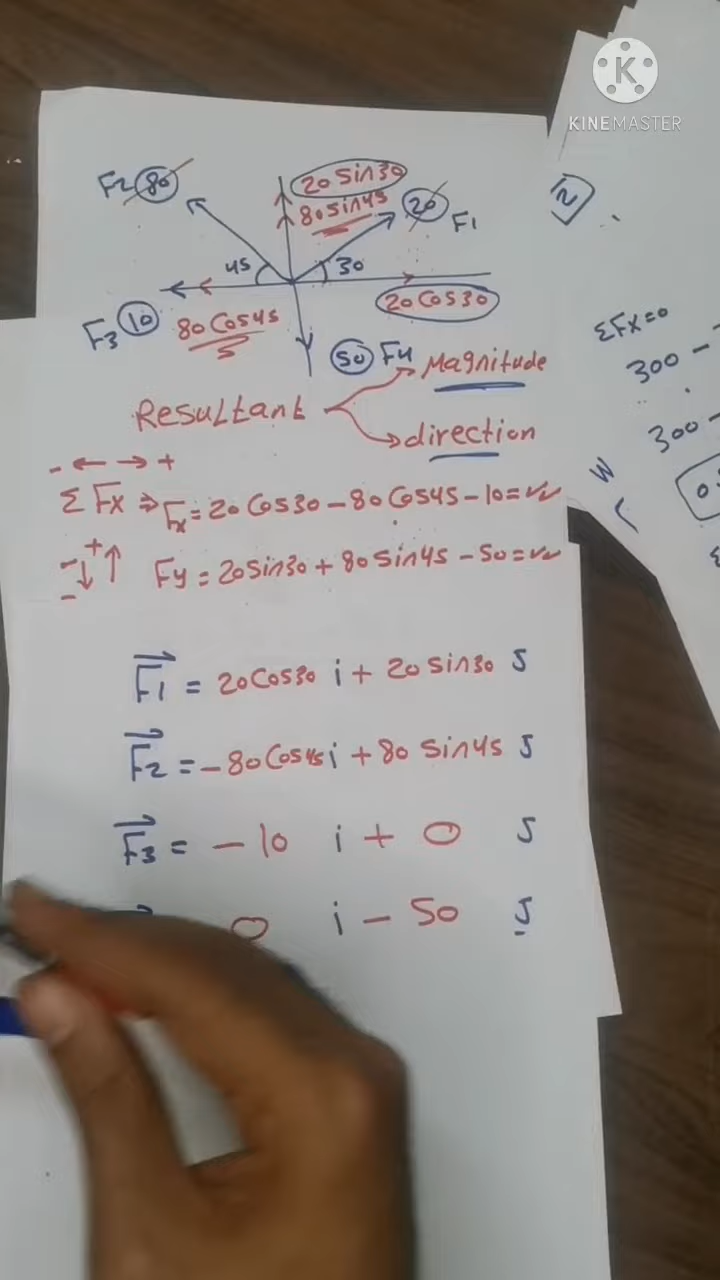 K
KINEMASTER
F2 80
20 Sin30
80 Sin45
20
F1
45
30
F3 10
80 Cos45
20 Cos30
50 F4
Magnitude
Resultant
direction
- ← → +
ΣFx ⇒ Fx = 20 Cos30 - 80 Cos45 - 10 =
- ↓ + ↑
-
Fy = 20 Sin30 + 80 Sin45 - 50 =
F1 = 20 Cos30 i + 20 Sin30 J
F2 = - 80 Cos45 i + 80 Sin45 J
F3 = - 10 i + 0 J
0 i - 50 J
2
ΣFx = 0
300 -
300 -